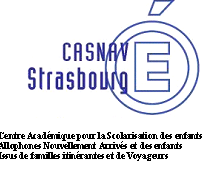 CASNAV
Strasbourg
É
Centre Académique pour la Scolarisation des enfants
Allophones Nouvellement Arrivés et des enfants
Issus de familles itinérantes et de Voyageurs